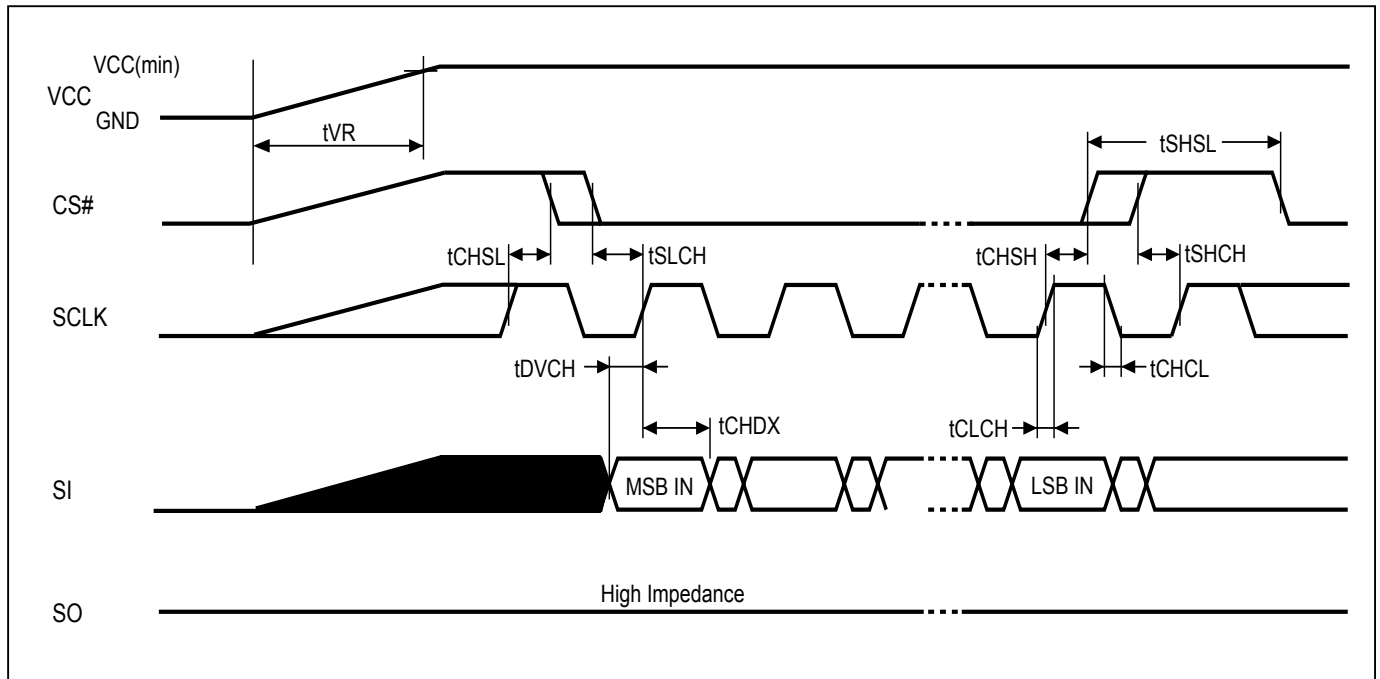 VCC(min)
VCC
GND
tVR
tSHSL
CS#
tCHSL
tSLCH
tCHSH
tSHCH
SCLK
tDVCH
tCHCL
tCHDX
tCLCH
SI
MSB IN
LSB IN
High Impedance
SO